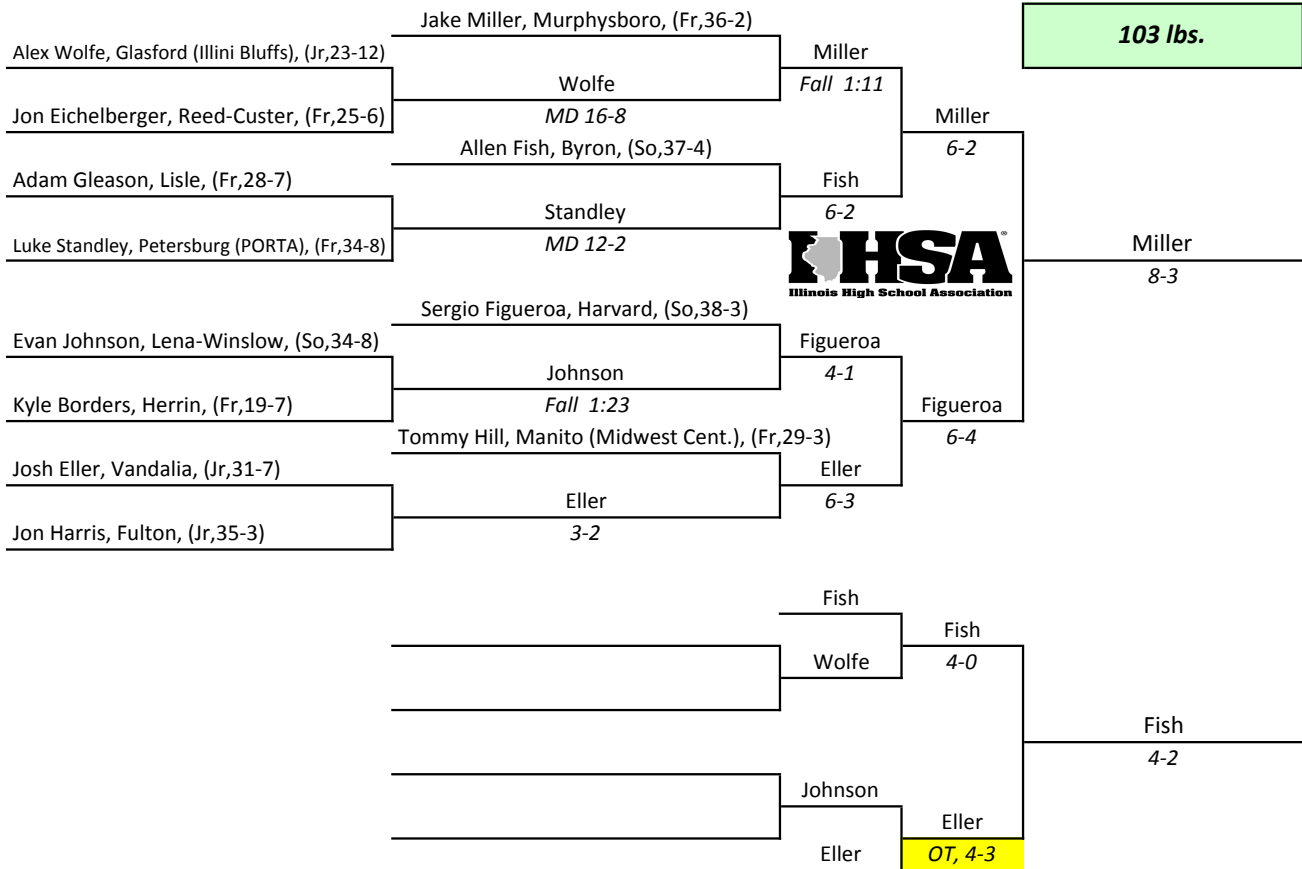 Jake Miller, Murphysboro, (Fr,36-2)
103 lbs.
Alex Wolfe, Glasford (Illini Bluffs), (Jr,23-12)
Miller
Wolfe
Fall 1:11
Jon Eichelberger, Reed-Custer, (Fr,25-6)
MD 16-8
Miller
Allen Fish, Byron, (So,37-4)
6-2
Adam Gleason, Lisle, (Fr,28-7)
Fish
Standley
6-2
Luke Standley, Petersburg (PORTA), (Fr,34-8)
MD 12-2
IHSA®
Illinois High School Association
Miller
8-3
Sergio Figueroa, Harvard, (So,38-3)
Evan Johnson, Lena-Winslow, (So,34-8)
Figueroa
Johnson
4-1
Kyle Borders, Herrin, (Fr,19-7)
Fall 1:23
Figueroa
Tommy Hill, Manito (Midwest Cent.), (Fr,29-3)
6-4
Josh Eller, Vandalia, (Jr,31-7)
Eller
Eller
6-3
Jon Harris, Fulton, (Jr,35-3)
3-2
Fish
Fish
Wolfe
4-0
Fish
4-2
Johnson
Eller
Eller
OT, 4-3